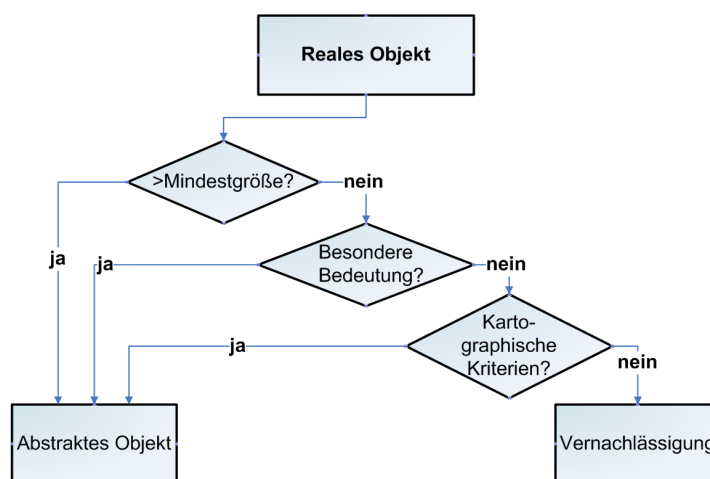 Reales Objekt
>Mindestgröße?
nein
ja
Besondere
Bedeutung?
ja
nein
Karto-
graphische
Kriterien?
ja
nein
Abstraktes Objekt
Vernachlässigung